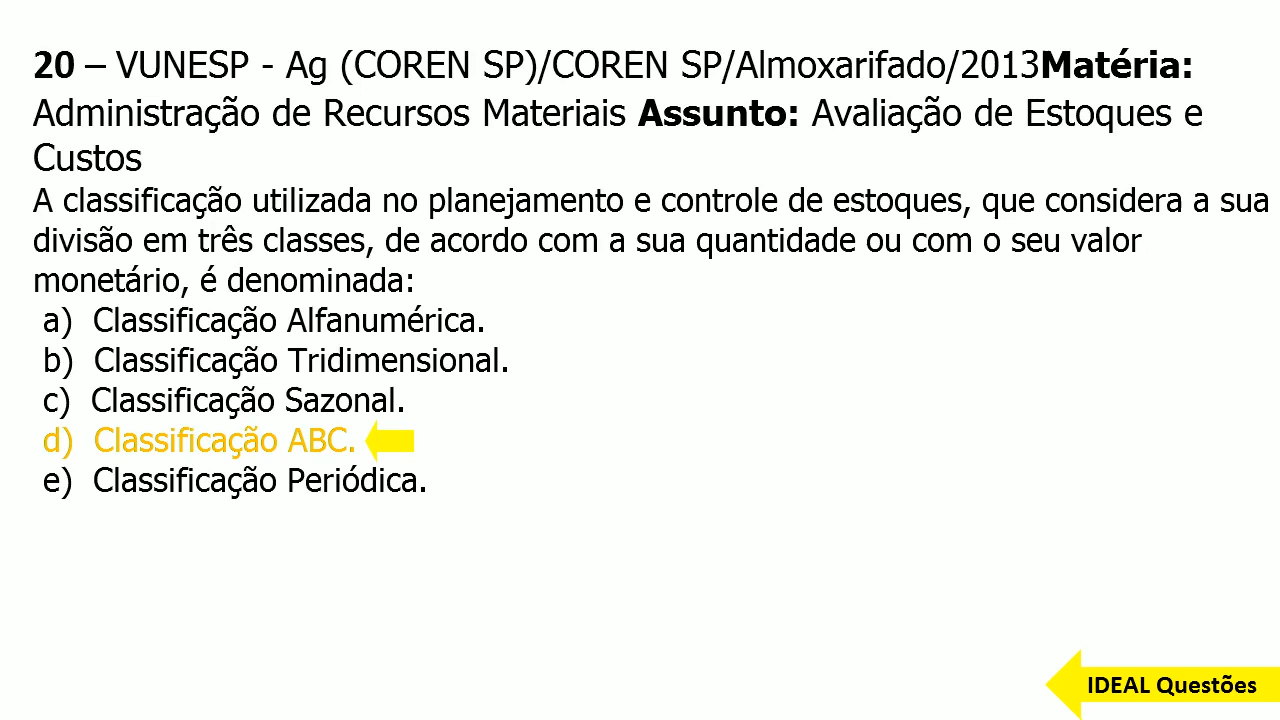 20 – VUNESP - Ag (COREN SP)/COREN SP/Almoxarifado/2013Matéria:
Administração de Recursos Materiais Assunto: Avaliação de Estoques e
Custos
A classificação utilizada no planejamento e controle de estoques, que considera a sua
divisão em três classes, de acordo com a sua quantidade ou com o seu valor
monetário, é denominada:
a) Classificação Alfanumérica.
b) Classificação Tridimensional.
c) Classificação Sazonal.
d) Classificação ABC.
e) Classificação Periódica.
IDEAL Questões